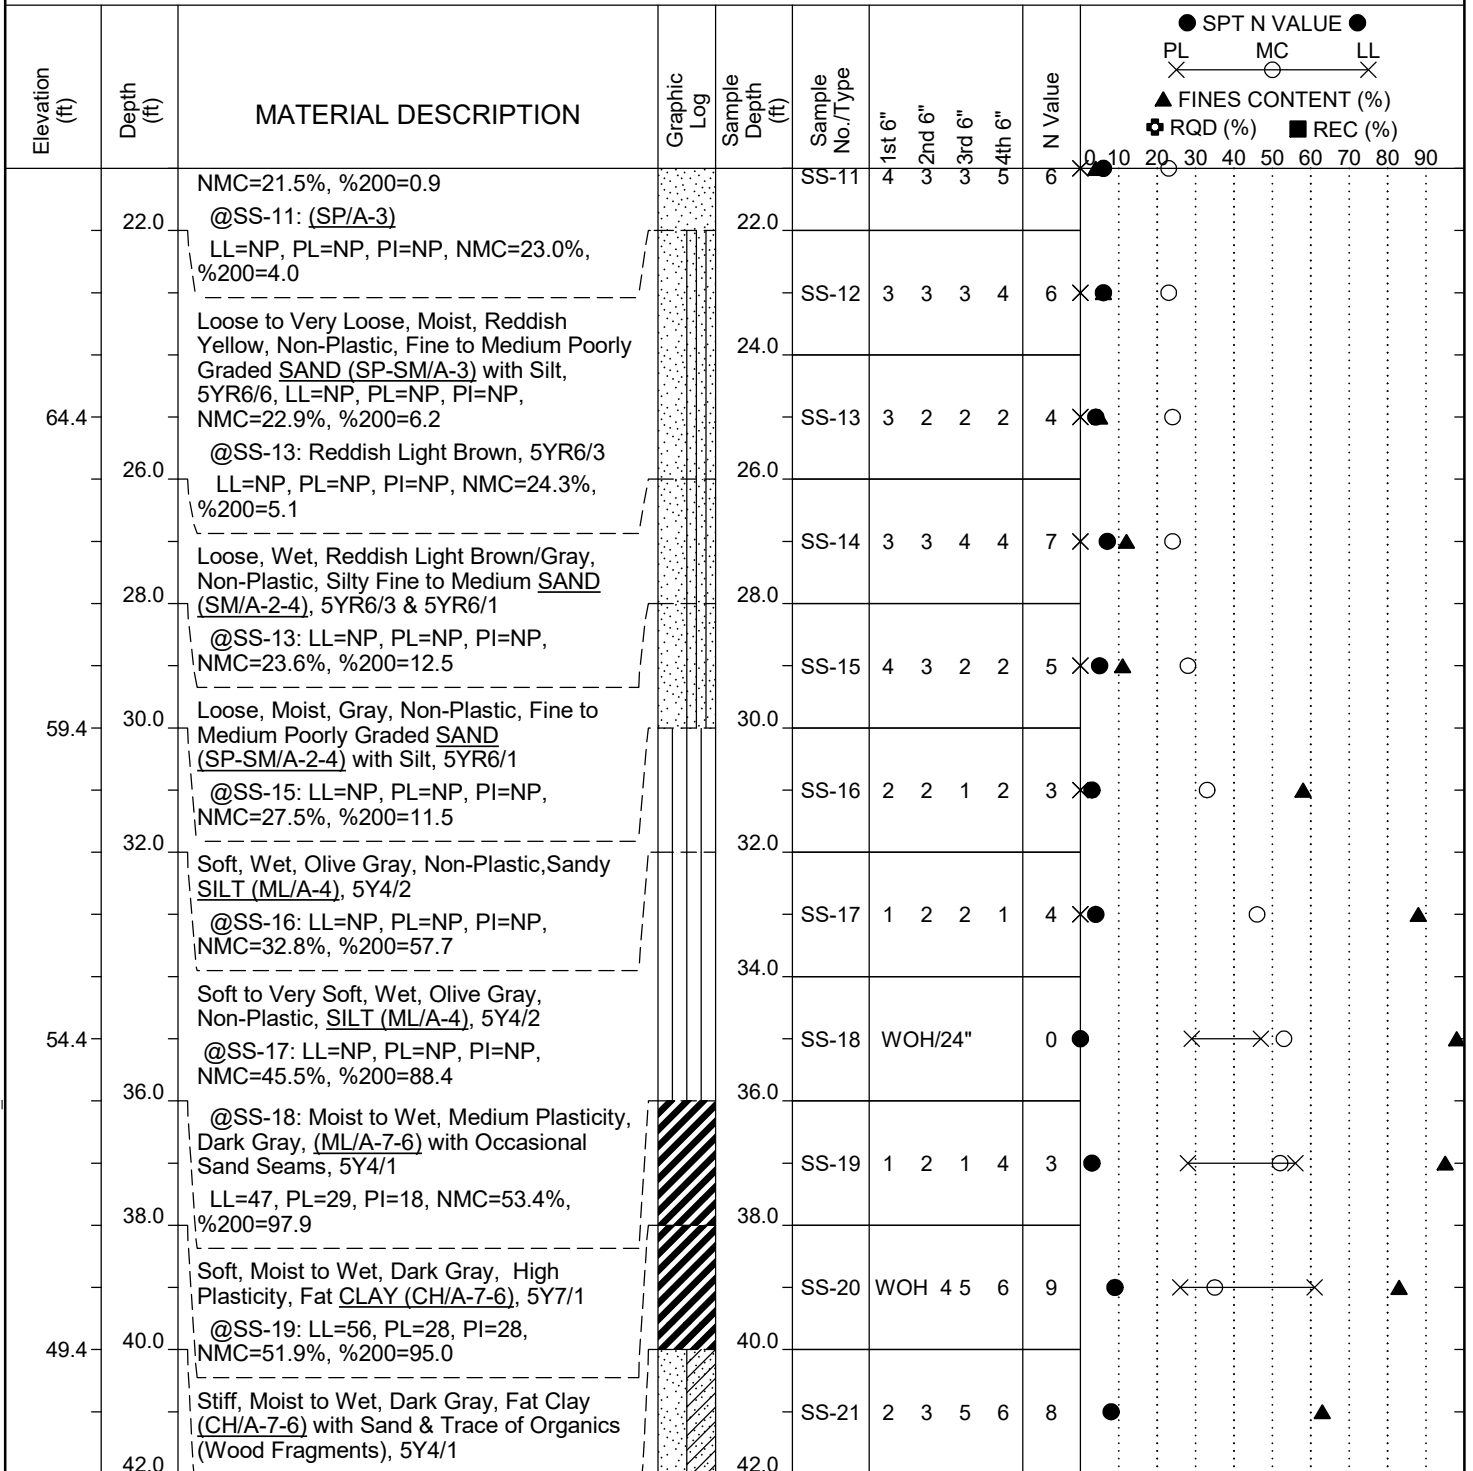 ● SPT N VALUE ●
PL MC LL
▲ FINES CONTENT (%)
RQD (%) ■ REC (%)
Elevation (ft)
Depth (ft)
MATERIAL DESCRIPTION
Graphic Log
Sample Depth (ft)
Sample No./Type
1st 6"
2nd 6"
3rd 6"
4th 6"
N Value
0 10 20 30 40 50 60 70 80 90
NMC=21.5%, %200=0.9
SS-11 4 3 3 5 6
@SS-11: (SP/A-3)
22.0 22.0
LL=NP, PL=NP, PI=NP, NMC=23.0%,
%200=4.0
SS-12 3 3 3 4 6
Loose to Very Loose, Moist, Reddish
Yellow, Non-Plastic, Fine to Medium Poorly
24.0
Graded SAND (SP-SM/A-3) with Silt,
5YR6/6, LL=NP, PL=NP, PI=NP,
NMC=22.9%, %200=6.2
64.4
SS-13 3 2 2 2 4
@SS-13: Reddish Light Brown, 5YR6/3
26.0 26.0
LL=NP, PL=NP, PI=NP, NMC=24.3%,
%200=5.1
SS-14 3 3 4 4 7
Loose, Wet, Reddish Light Brown/Gray,
Non-Plastic, Silty Fine to Medium SAND
28.0 28.0
(SM/A-2-4), 5YR6/3 & 5YR6/1
@SS-13: LL=NP, PL=NP, PI=NP,
NMC=23.6%, %200=12.5
SS-15 4 3 2 2 5
Loose, Moist, Gray, Non-Plastic, Fine to
59.4 30.0 30.0
Medium Poorly Graded SAND
(SP-SM/A-2-4) with Silt, 5YR6/1
@SS-15: LL=NP, PL=NP, PI=NP,
NMC=27.5%, %200=11.5
SS-16 2 2 1 2 3
32.0 32.0
Soft, Wet, Olive Gray, Non-Plastic,Sandy
SILT (ML/A-4), 5Y4/2
@SS-16: LL=NP, PL=NP, PI=NP,
NMC=32.8%, %200=57.7
SS-17 1 2 2 1 4
34.0
Soft to Very Soft, Wet, Olive Gray,
Non-Plastic, SILT (ML/A-4), 5Y4/2
54.4
SS-18 WOH/24" 0
@SS-17: LL=NP, PL=NP, PI=NP,
NMC=45.5%, %200=88.4
36.0 36.0
@SS-18: Moist to Wet, Medium Plasticity,
Dark Gray, (ML/A-7-6) with Occasional
Sand Seams, 5Y4/1
SS-19 1 2 1 4 3
LL=47, PL=29, PI=18, NMC=53.4%,
%200=97.9
38.0 38.0
Soft, Moist to Wet, Dark Gray, High
Plasticity, Fat CLAY (CH/A-7-6), 5Y7/1
SS-20 WOH 4 5 6 9
@SS-19: LL=56, PL=28, PI=28,
NMC=51.9%, %200=95.0
49.4 40.0 40.0
Stiff, Moist to Wet, Dark Gray, Fat Clay
(CH/A-7-6) with Sand & Trace of Organics
(Wood Fragments), 5Y4/1
SS-21 2 3 5 6 8
42.0 42.0